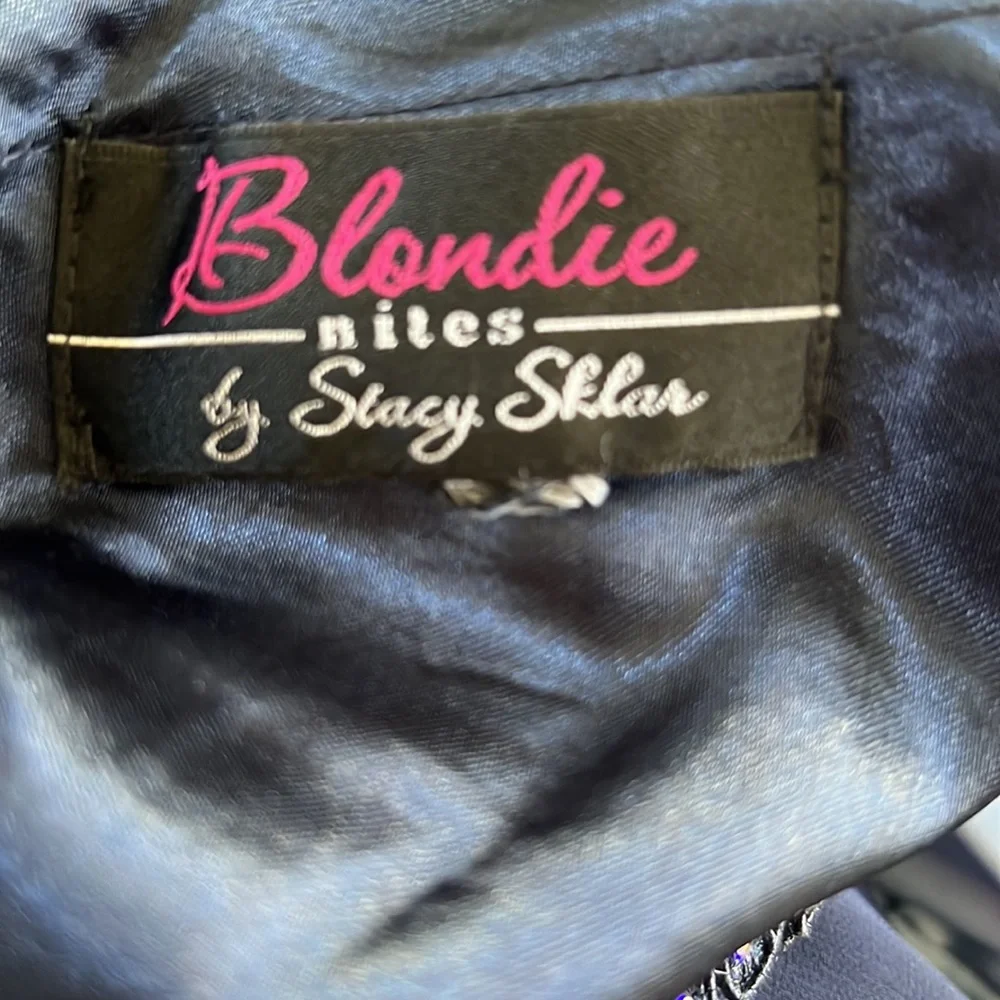 Blondie
nites
by Stacy Sklar